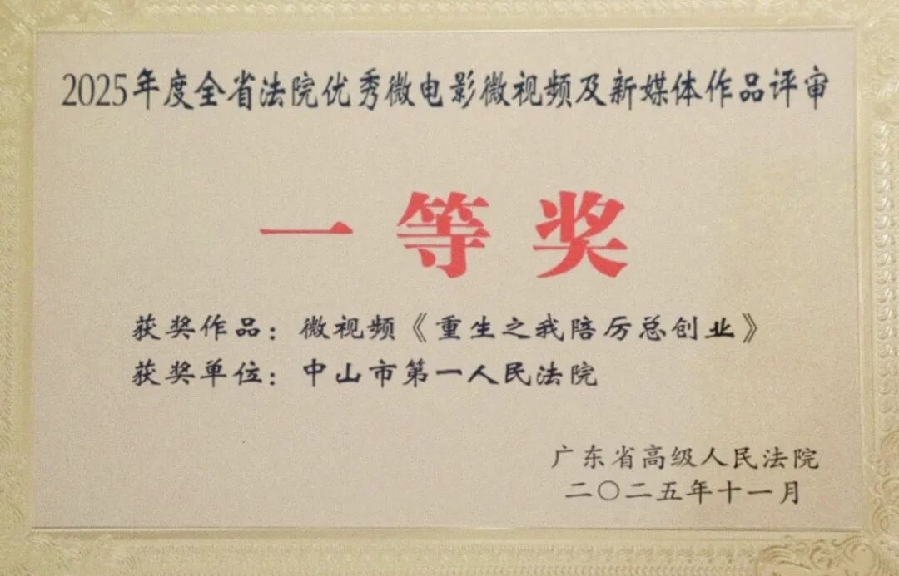 2025年度全省法院优秀微电影微视频及新媒体作品评审
一等奖
获奖作品：微视频《重生之我陪厉总创业》
获奖单位：中山市第一人民法院
广东省高级人民法院
二〇二五年十一月